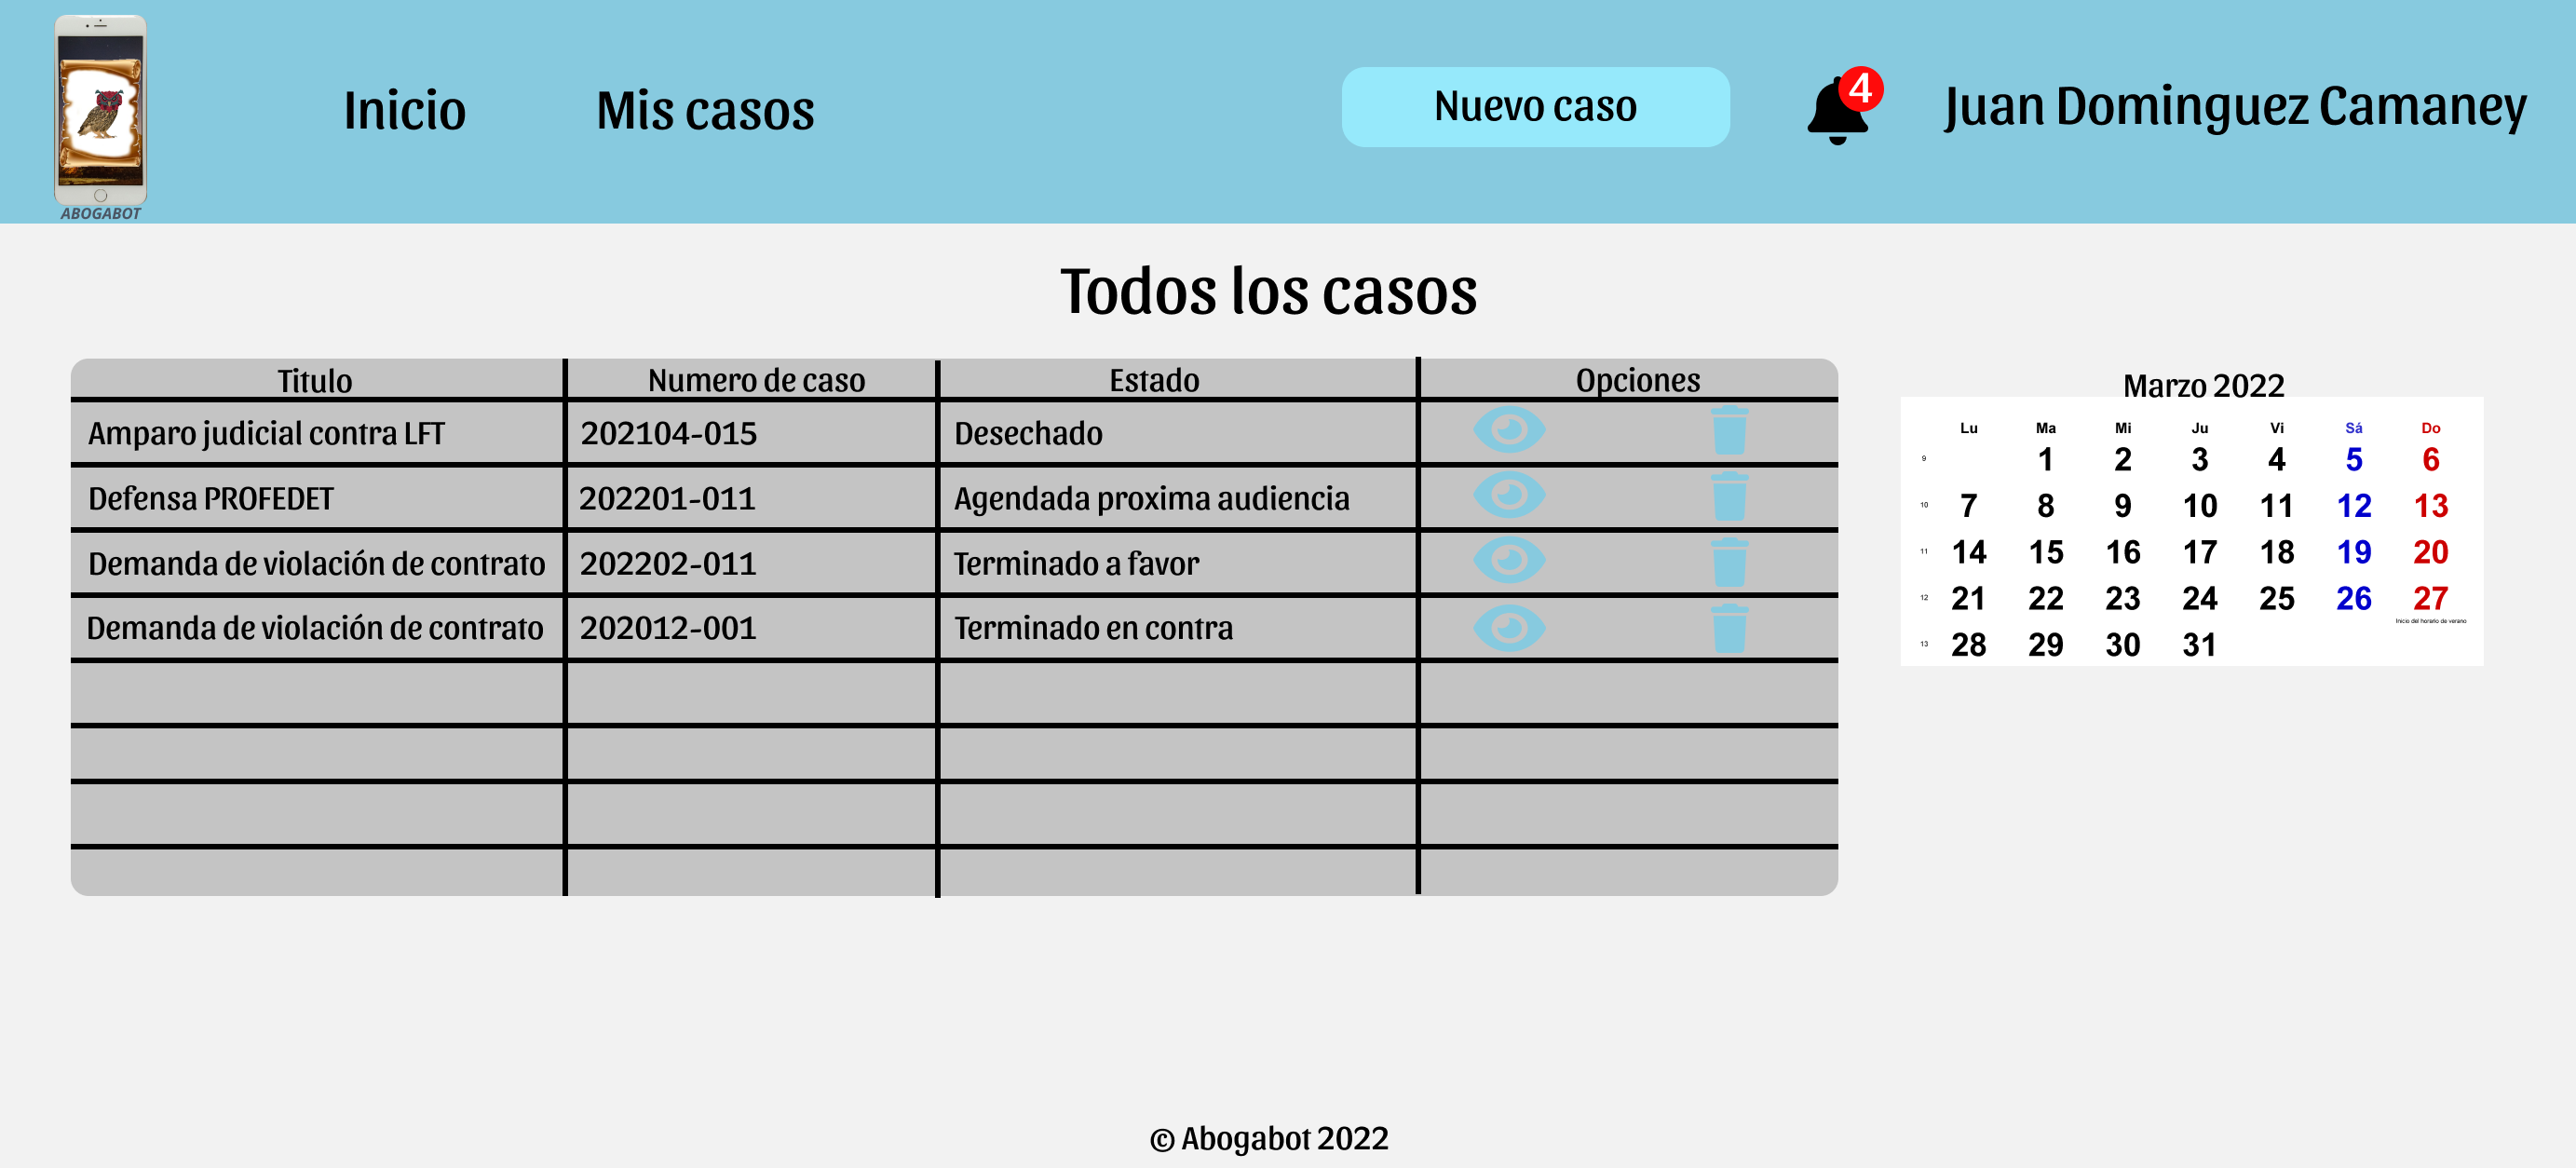 ABOGABOT
Inicio
Mis casos
Nuevo caso
4
Juan Dominguez Camaney
Todos los casos
Titulo Numero de caso Estado Opciones
Amparo judicial contra LFT 202104-015 Desechado
Defensa PROFEDET 202201-011 Agendada proxima audiencia
Demanda de violación de contrato 202202-011 Terminado a favor
Demanda de violación de contrato 202012-001 Terminado en contra
Marzo 2022
Lu Ma Mi Ju Vi Sá Do
9 1 2 3 4 5 6
10 7 8 9 10 11 12 13
11 14 15 16 17 18 19 20
12 21 22 23 24 25 26 27
Inicio del horario de verano
13 28 29 30 31
© Abogabot 2022